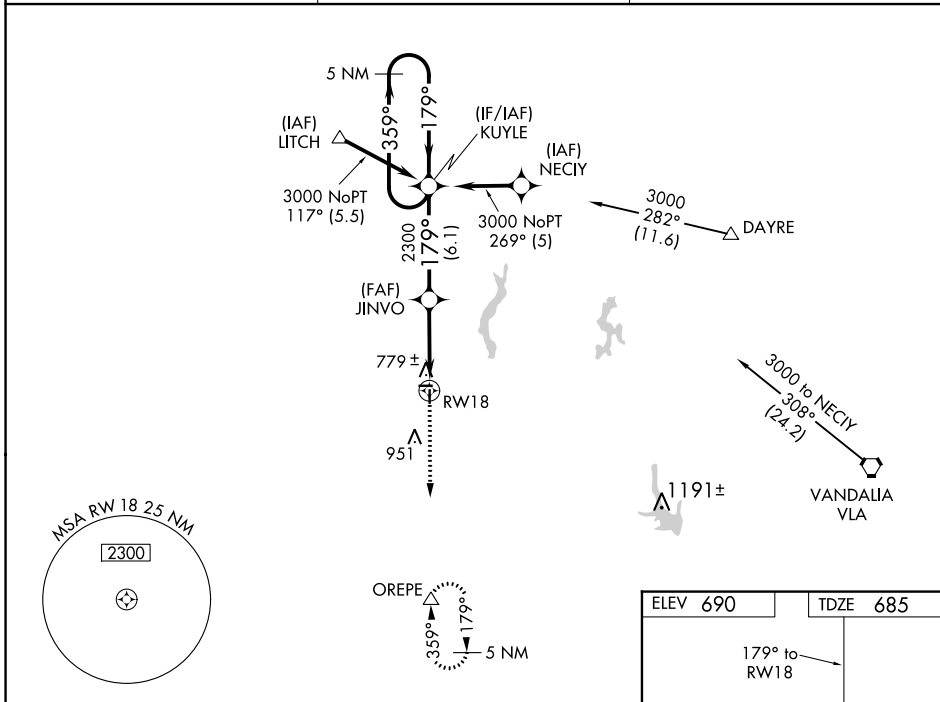 5 NM
359°
179°
(IAF)
LITCH
3000 NoPT
117° (5.5)
(IF/IAF)
KUYLE
(IAF)
NECIY
3000 NoPT
269° (5)
3000
282°
(11.6)
DAYRE
2300
179°
(6.1)
(FAF)
JINVO
779±
RW18
951
3000 to NECIY
308°
(24.2)
VANDALIA
VLA
1191±
MSA RW 18 25 NM
2300
OREPE
359°
179°
5 NM
ELEV 690
TDZE 685
179° to
RW18